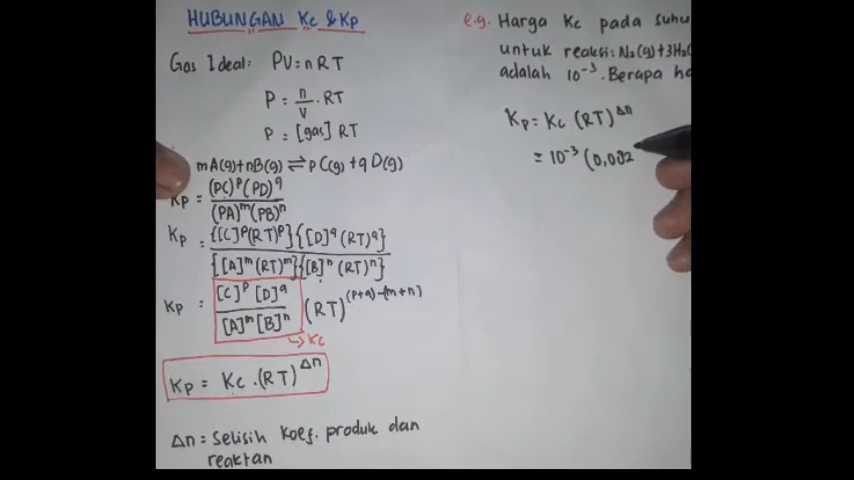 HUBUNGAN Kc & Kp
Gas Ideal: PV = n RT
P = n/V . RT
P = [gas] RT
mA(g)+nB(g) ⇌ pC(g)+qD(g)
Kp = (PC)^p (PD)^q / (PA)^m (PB)^n
Kp = {[C]^p (RT)^p}{[D]^q (RT)^q} / {[A]^m (RT)^m}{[B]^n (RT)^n}
Kp = [C]^p [D]^q / [A]^m [B]^n (RT)^(p+q)-(m+n)
↳ Kc
Kp = Kc . (RT)^Δn
Δn = Selisih koef. produk dan
reaktan
e.g. Harga Kc pada suhu
untuk reaksi: N₂(g)+3H₂(
adalah 10⁻³. Berapa ha
Kp = Kc (RT)^Δn
= 10⁻³ (0,082